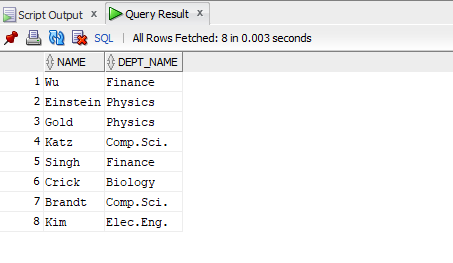 Script Output x Query Result x
SQL | All Rows Fetched: 8 in 0.003 seconds
NAME DEPT_NAME
1 Wu Finance
2 Einstein Physics
3 Gold Physics
4 Katz Comp.Sci.
5 Singh Finance
6 Crick Biology
7 Brandt Comp.Sci.
8 Kim Elec.Eng.